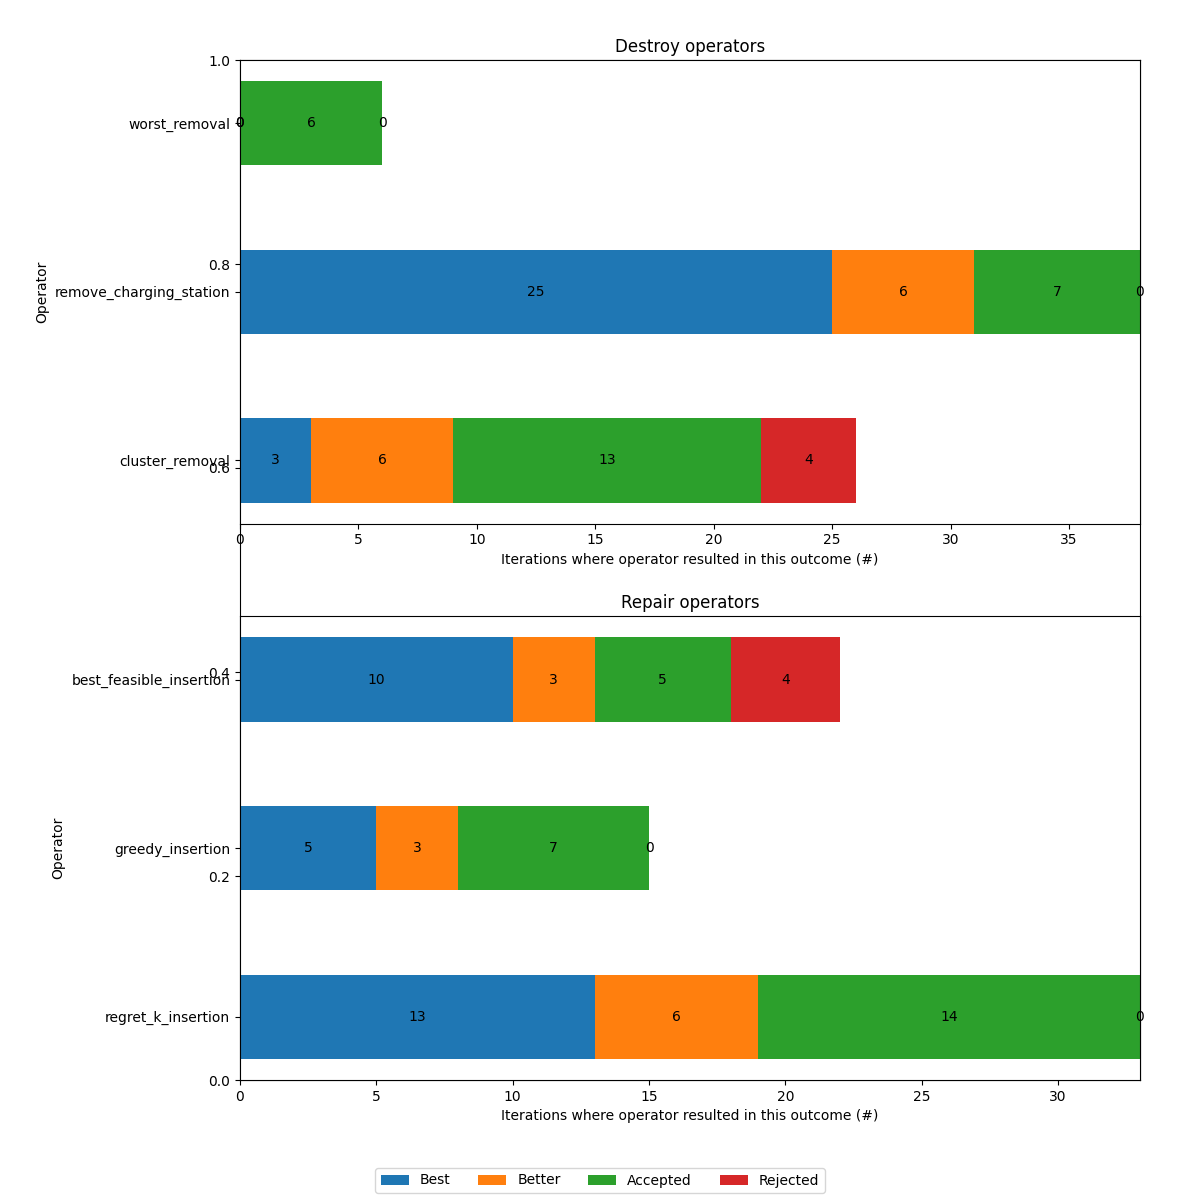 Destroy operators
1.0
worst_removal 0 0 6 0
0.8
remove_charging_station 25 6 7 0
Operator
cluster_removal 3 6 13 4
0.6
0 5 10 15 20 25 30 35
Iterations where operator resulted in this outcome (#)
Repair operators
0.4
best_feasible_insertion 10 3 5 4
greedy_insertion 5 3 7 0
Operator
0.2
regret_k_insertion 13 6 14 0
0.0
0 5 10 15 20 25 30
Iterations where operator resulted in this outcome (#)
Best Better Accepted Rejected